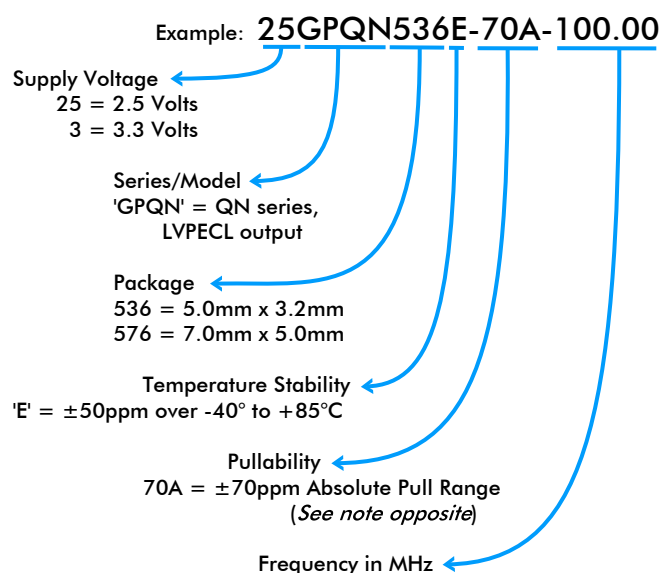 Example: 25GPQN536E-70A-100.00
Supply Voltage
25 = 2.5 Volts
3 = 3.3 Volts
Series/Model
'GPQN' = QN series,
LVPECL output
Package
536 = 5.0mm x 3.2mm
576 = 7.0mm x 5.0mm
Temperature Stability
'E' = ±50ppm over -40° to +85°C
Pullability
70A = ±70ppm Absolute Pull Range
(See note opposite)
Frequency in MHz